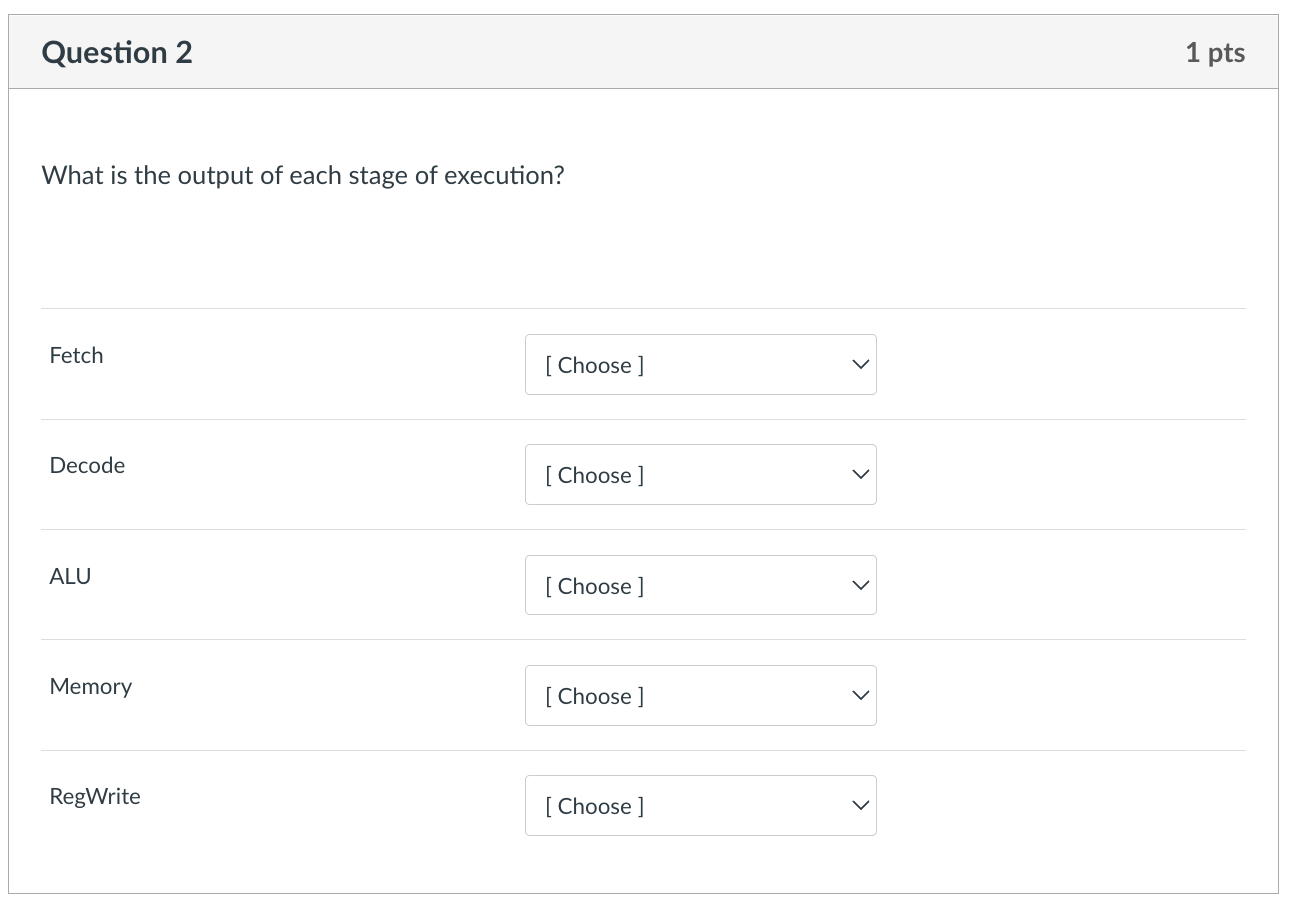 Question 2
1 pts
What is the output of each stage of execution?
Fetch
[ Choose ]
Decode
[ Choose ]
ALU
[ Choose ]
Memory
[ Choose ]
RegWrite
[ Choose ]